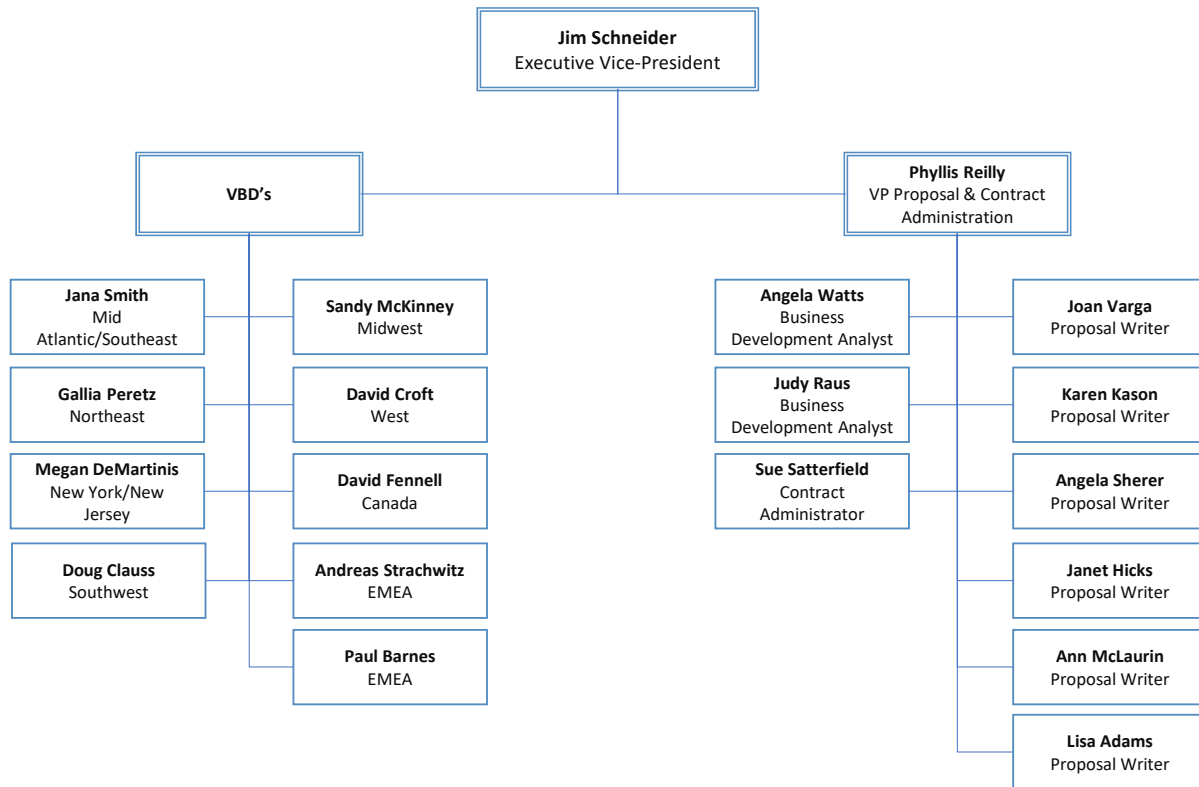 Jim Schneider
Executive Vice-President
VBD’s
Phyllis Reilly
VP Proposal & Contract
Administration
Jana Smith
Mid
Atlantic/Southeast
Sandy McKinney
Midwest
Gallia Peretz
Northeast
David Croft
West
Megan DeMartinis
New York/New
Jersey
David Fennell
Canada
Doug Clauss
Southwest
Andreas Strachwitz
EMEA
Paul Barnes
EMEA
Angela Watts
Business
Development Analyst
Joan Varga
Proposal Writer
Judy Raus
Business
Development Analyst
Karen Kason
Proposal Writer
Sue Satterfield
Contract
Administrator
Angela Sherer
Proposal Writer
Janet Hicks
Proposal Writer
Ann McLaurin
Proposal Writer
Lisa Adams
Proposal Writer